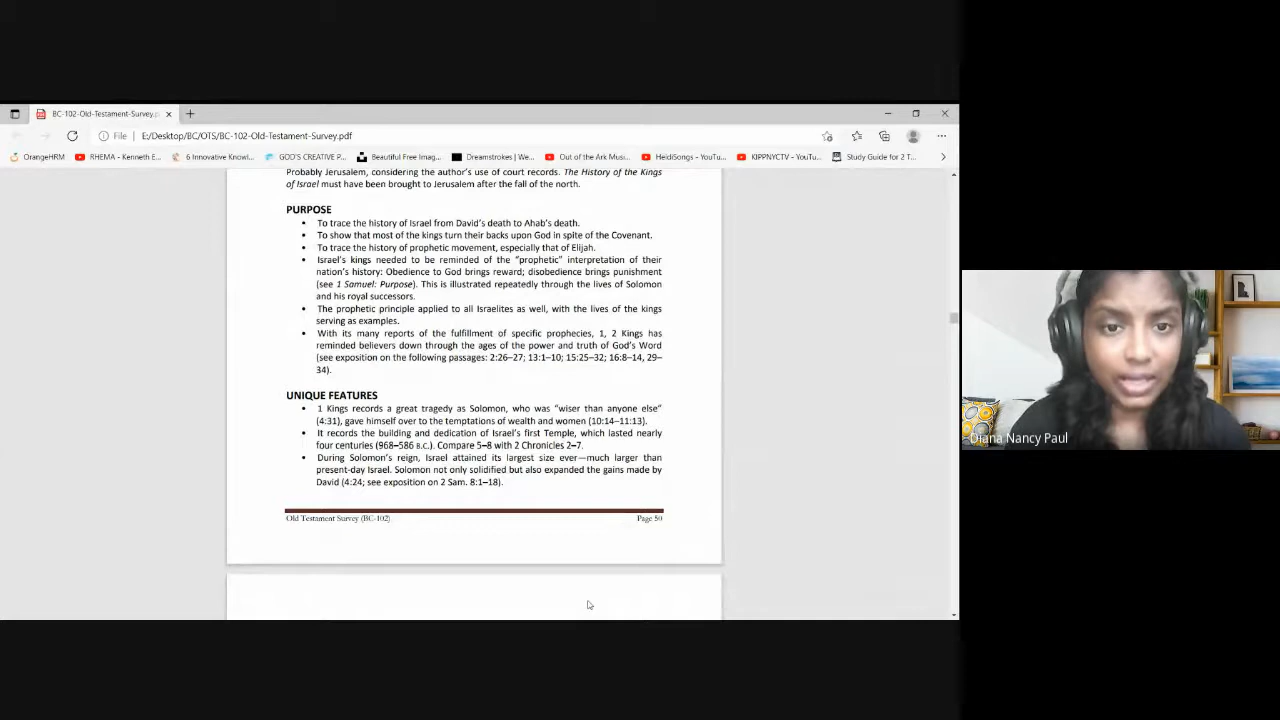 BC-102-Old-Testament-Survey.p
File E:/Desktop/BC/OTS/BC-102-Old-Testament-Survey.pdf
OrangeHRM RHEMA - Kenneth E... 6 Innovative Knowl... GOD'S CREATIVE P... Beautiful Free Imag... Dreamstrokes | We... Out of the Ark Mus... HeidiSongs - YouTu... KIPPNYCTV - YouTu... Study Guide for 2 T...
Probably Jerusalem, considering the author's use of court records. The History of the Kings
of Israel must have been brought to Jerusalem after the fall of the north.
PURPOSE
• To trace the history of Israel from David's death to Ahab's death.
• To show that most of the kings turn their backs upon God in spite of the Covenant.
• To trace the history of prophetic movement, especially that of Elijah.
• Israel's kings needed to be reminded of the "prophetic" interpretation of their
nation's history: Obedience to God brings reward; disobedience brings punishment
(see 1 Samuel: Purpose). This is illustrated repeatedly through the lives of Solomon
and his royal successors.
• The prophetic principle applied to all Israelites as well, with the lives of the kings
serving as examples.
• With its many reports of the fulfillment of specific prophecies, 1, 2 Kings has
reminded believers down through the ages of the power and truth of God's Word
(see exposition on the following passages: 2:26–27; 13:1–10; 15:25–32; 16:8–14, 29–
34).
UNIQUE FEATURES
• 1 Kings records a great tragedy as Solomon, who was "wiser than anyone else"
(4:31), gave himself over to the temptations of wealth and women (10:14–11:13).
• It records the building and dedication of Israel's first Temple, which lasted nearly
four centuries (968–586 B.C.). Compare 5–8 with 2 Chronicles 2–7.
• During Solomon's reign, Israel attained its largest size ever—much larger than
present-day Israel. Solomon not only solidified but also expanded the gains made by
David (4:24; see exposition on 2 Sam. 8:1–18).
Old Testament Survey (BC-102) Page 50
Diana Nancy Paul